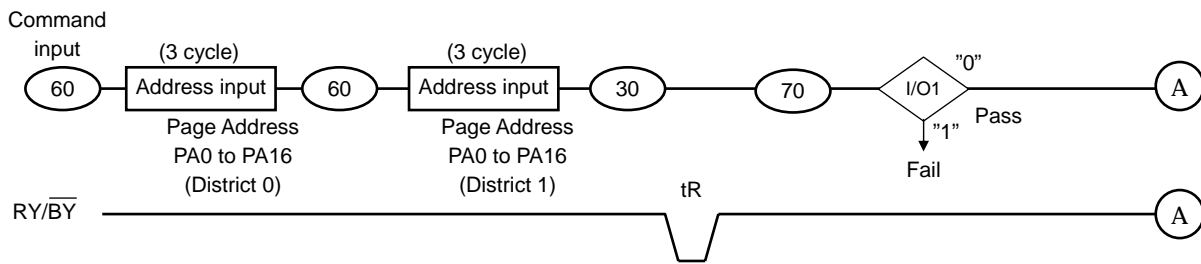 Command
input
(3 cycle)
(3 cycle)
"0"
60
Address input
60
Address input
30
70
I/O1
A
"1"
Pass
Page Address
PA0 to PA16
(District 0)
Page Address
PA0 to PA16
(District 1)
Fail
tR
RY/B̅Y̅
A